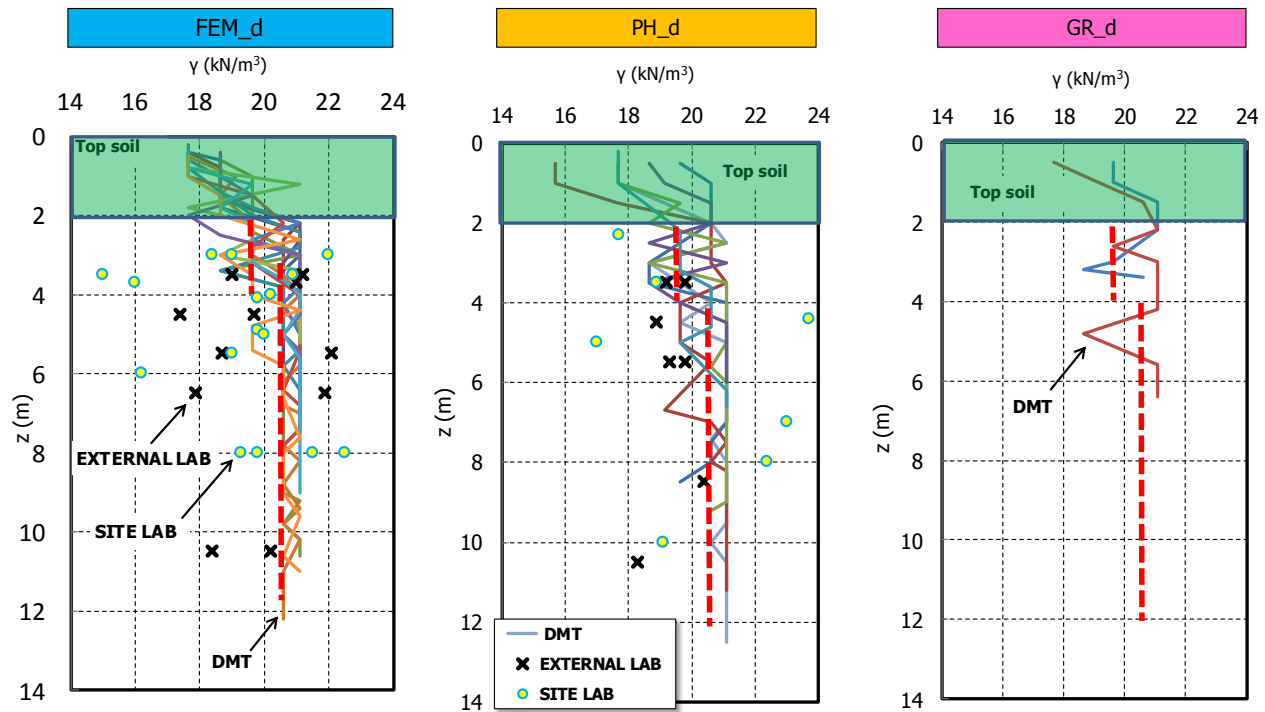 FEM_d
γ (kN/m³)
14 16 18 20 22 24
0
2
4
6
8
10
12
14
z (m)
Top soil
EXTERNAL LAB
SITE LAB
DMT
PH_d
γ (kN/m³)
14 16 18 20 22 24
0
2
4
6
8
10
12
14
z (m)
Top soil
DMT
EXTERNAL LAB
SITE LAB
GR_d
γ (kN/m³)
14 16 18 20 22 24
0
2
4
6
8
10
12
14
z (m)
Top soil
DMT